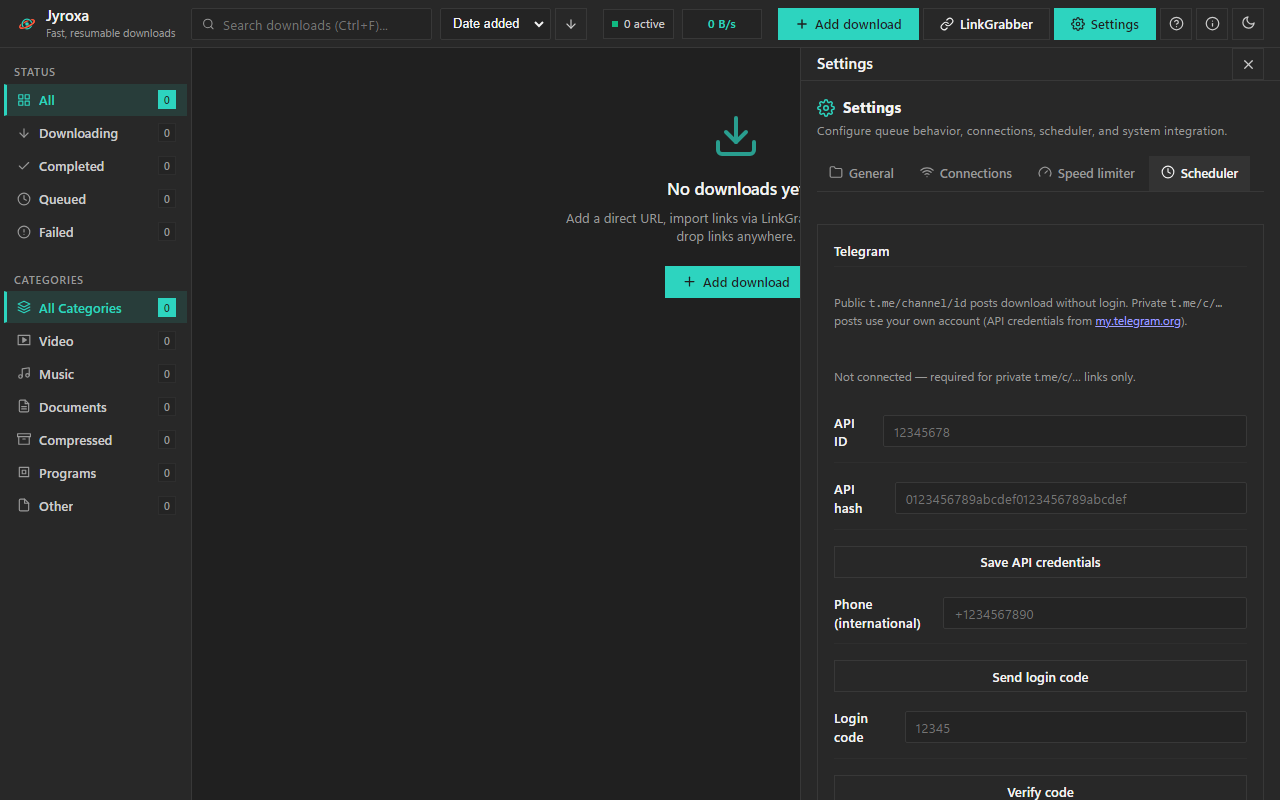 Jyroxa
Fast, resumable downloads
Search downloads (Ctrl+F)...
Date added
0 active
0 B/s
Add download
LinkGrabber
Settings
STATUS
All 0
Downloading 0
Completed 0
Queued 0
Failed 0
CATEGORIES
All Categories 0
Video 0
Music 0
Documents 0
Compressed 0
Programs 0
Other 0
No downloads yet
Add a direct URL, import links via LinkGra
drop links anywhere.
Add download
Settings
Settings
Configure queue behavior, connections, scheduler, and system integration.
General
Connections
Speed limiter
Scheduler
Telegram
Public t.me/channel/id posts download without login. Private t.me/c/…
posts use your own account (API credentials from my.telegram.org).
Not connected — required for private t.me/c/… links only.
API
ID
12345678
API
hash
0123456789abcdef0123456789abcdef
Save API credentials
Phone
(international)
+1234567890
Send login code
Login
code
12345
Verify code